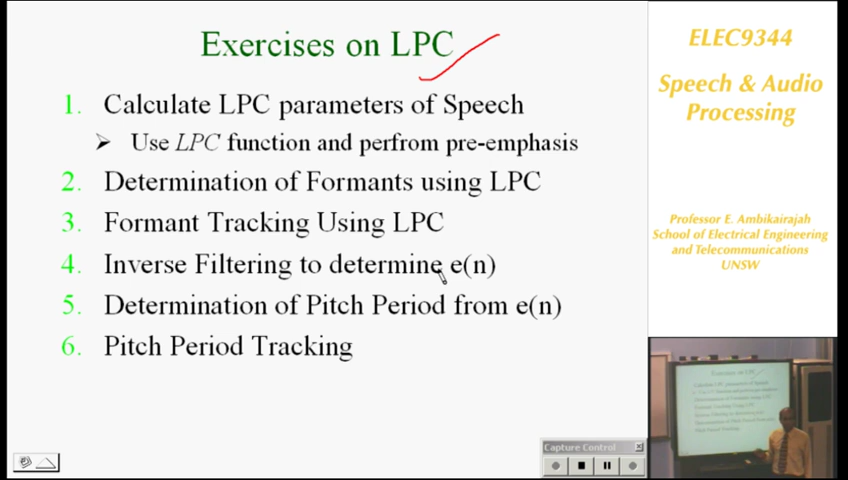 Exercises on LPC
1. Calculate LPC parameters of Speech
Use LPC function and perfrom pre-emphasis
2. Determination of Formants using LPC
3. Formant Tracking Using LPC
4. Inverse Filtering to determine e(n)
5. Determination of Pitch Period from e(n)
6. Pitch Period Tracking
Capture Control
ELEC9344
Speech & Audio
Processing
Professor E. Ambikairajah
School of Electrical Engineering
and Telecommunications
UNSW